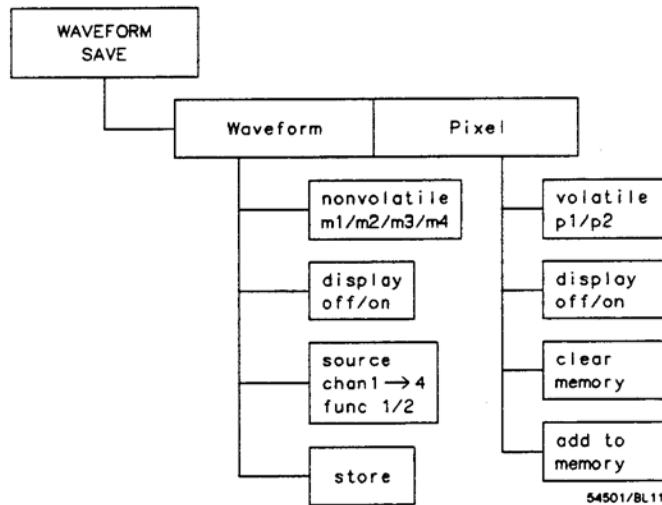 WAVEFORM
SAVE
Waveform
Pixel
nonvolatile
m1/m2/m3/m4
display
off/on
source
chan1 → 4
func 1/2
store
volatile
p1/p2
display
off/on
clear
memory
add to
memory
54501/BL11